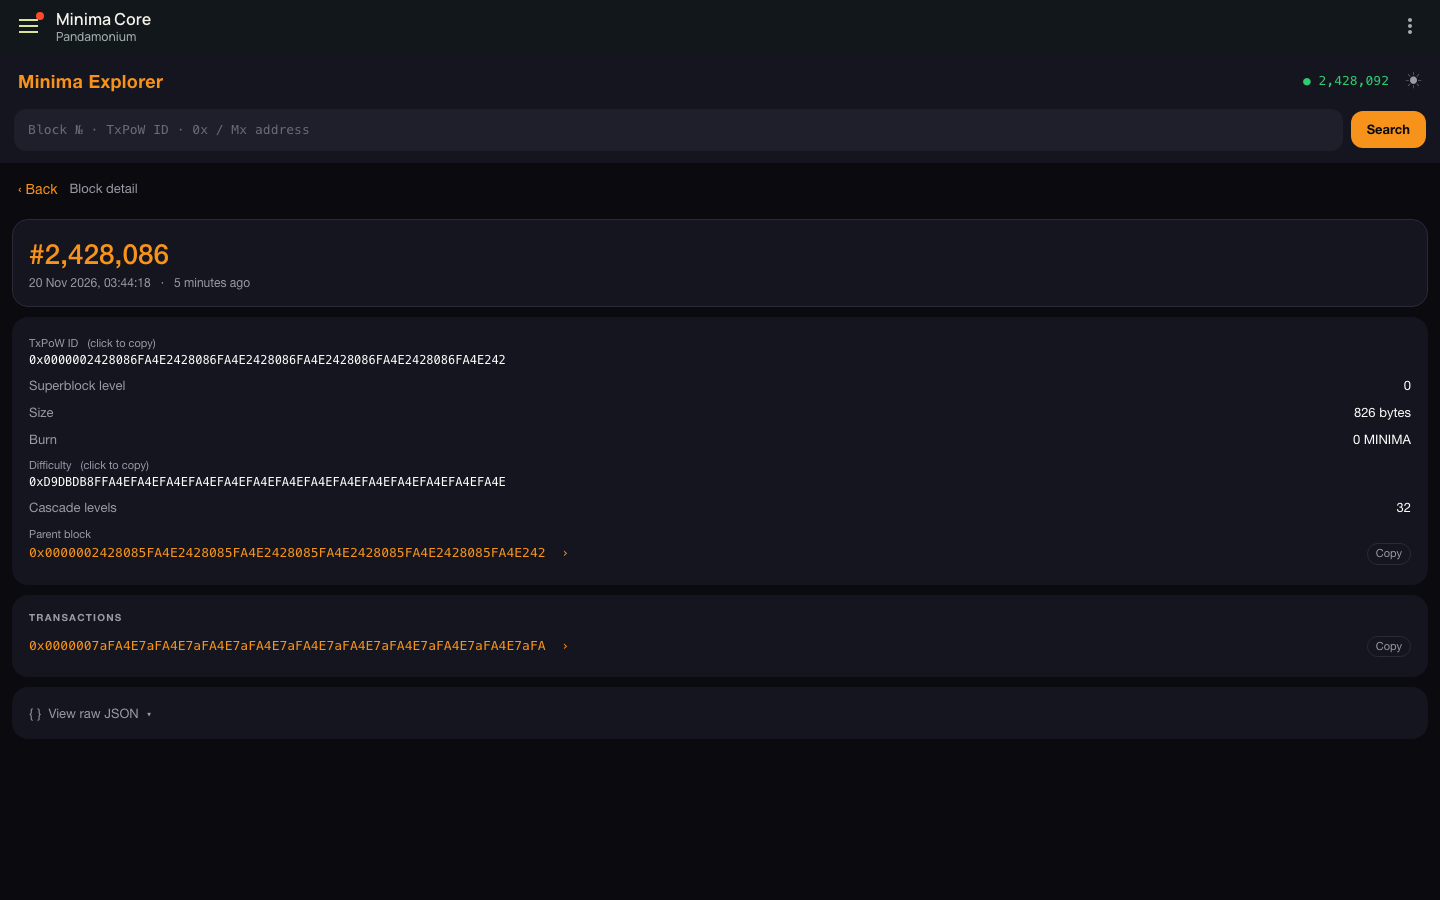 Minima Core
Pandamonium
Minima Explorer
● 2,428,092
Block № · TxPoW ID · 0x / Mx address
Search
‹ Back Block detail
#2,428,086
20 Nov 2026, 03:44:18 · 5 minutes ago
TxPoW ID (click to copy)
0x0000002428086FA4E2428086FA4E2428086FA4E2428086FA4E2428086FA4E242
Superblock level 0
Size 826 bytes
Burn 0 MINIMA
Difficulty (click to copy)
0xD9DBDB8FFA4EFA4EFA4EFA4EFA4EFA4EFA4EFA4EFA4EFA4EFA4EFA4EFA4EFA4E
Cascade levels 32
Parent block
0x0000002428085FA4E2428085FA4E2428085FA4E2428085FA4E2428085FA4E242 › Copy
TRANSACTIONS
0x0000007aFA4E7aFA4E7aFA4E7aFA4E7aFA4E7aFA4E7aFA4E7aFA4E7aFA4E7aFA › Copy
{ } View raw JSON ▾